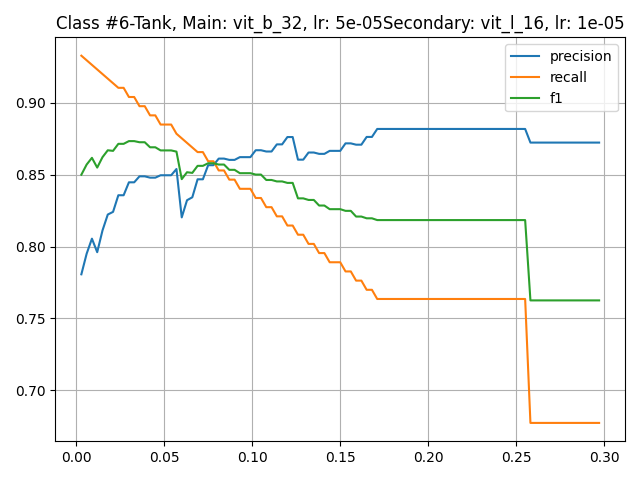 Class #6-Tank, Main: vit_b_32, lr: 5e-05Secondary: vit_l_16, lr: 1e-05
precision
recall
f1
0.90
0.85
0.80
0.75
0.70
0.00 0.05 0.10 0.15 0.20 0.25 0.30